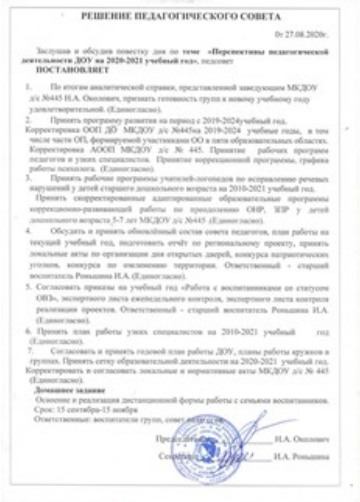 РЕШЕНИЕ ПЕДАГОГИЧЕСКОГО СОВЕТА
От 27.08.2020г.
Заслушав и обсудив повестку дня по теме «Перспективы педагогической
деятельности ДОУ на 2020-2021 учебный год», педсовет
ПОСТАНОВЛЯЕТ
1. По итогам аналитической справки, представленной заведующим МКДОУ
д/с №445 Н.А. Околович, признать готовность групп к новому учебному году
удовлетворительной. (Единогласно).
2. Принять программу развития на период с 2019-2024учебный год.
Корректировка ООП ДО МКДОУ №445на 2019-2024 учебные годы, в том
числе части ОП, формируемой участниками ОО в пяти образовательных областях.
Корректировка АООП МКДОУ д/с № 445. Принятие рабочих программ
педагогов и узких специалистов. Принятие коррекционной программы, графика
работы психолога. (Единогласно).
3. Принять рабочие программы учителей-логопедов по исправлению речевых
нарушений у детей старшего дошкольного возраста на 2010-2021 учебный год.
Принять скорректированные адаптированные образовательные программы
коррекционно-развивающей работы по преодолению ОНР, ЗПР у детей
дошкольного возраста 5-7 лет МКДОУ д/с №445 (Единогласно).
4. Обсудить и принять обновлённый состав совета педагогов, план работы на
текущий учебный год, подготовить отчёт по региональному проекту, принять
локальные акты по организации дня открытых дверей, конкурса патриотических
уголков, конкурса по озеленению территории. Ответственный - старший
воспитатель Роньшина И.А. (Единогласно).
5. Согласовать приказы на учебный год «Работа с воспитанниками со статусом
ОВЗ», экспертного листа еженедельного контроля, экспертного листа контроля
реализации проектов. Ответственный - старший воспитатель Роньшина И.А.
(Единогласно).
6. Принять план работы узких специалистов на 2010-2021 учебный год
(Единогласно).
7. Согласовать и принять годовой план работы ДОУ, планы работы кружков в
группах. Принять сетку образовательной деятельности на 2020-2021 учебный год.
Корректировать и согласовать локальные и нормативные акты МКДОУ д/с № 445
(Единогласно).
Домашнее задание
Освоение и реализация дистанционной формы работы с семьями воспитанников.
Срок: 15 сентября-15 ноября
Ответственные: воспитатели групп, совет педагогов.
Председатель Н.А. Околович
Секретарь И.А. Роньшина